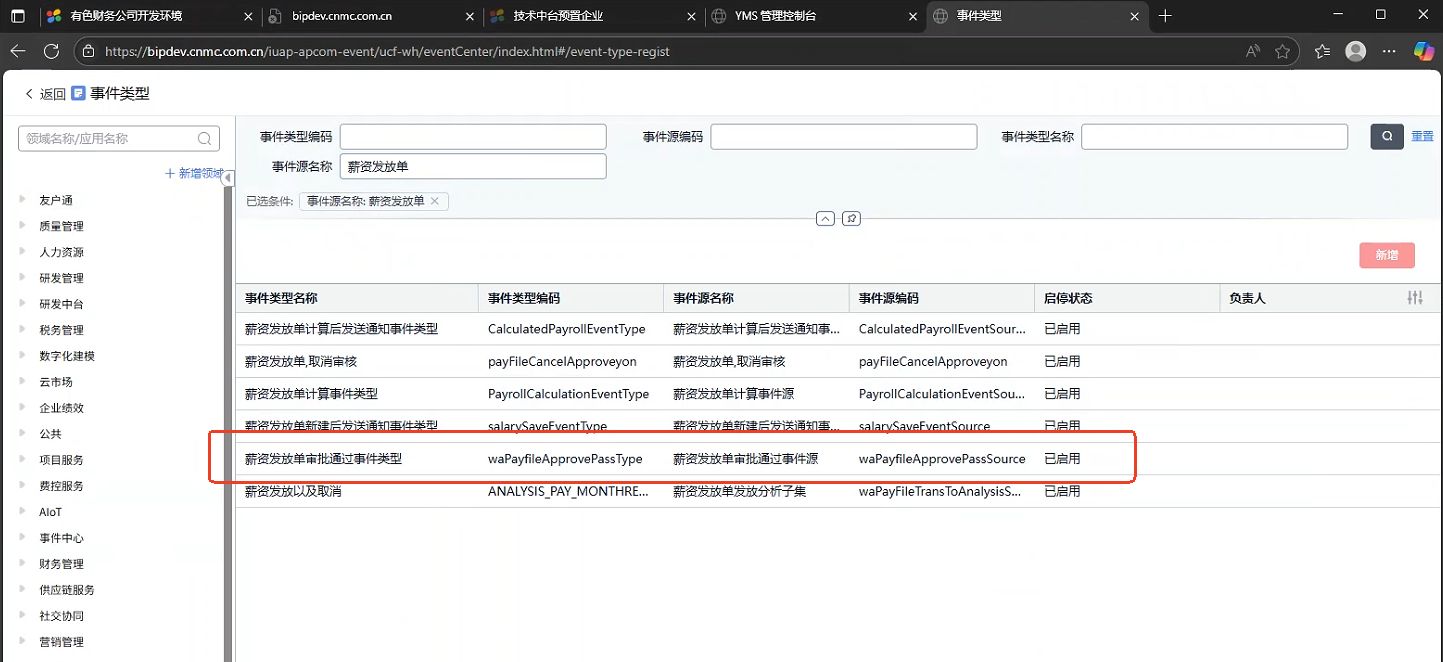 有色财务公司开发环境
bipdev.cnmc.com.cn
技术中台预置企业
YMS 管理控制台
事件类型
https://bipdev.cnmc.com.cn/iuap-apcom-event/ucf-wh/eventCenter/index.html#/event-type-regist
返回 事件类型
领域名称/应用名称
新增领域
友户通
质量管理
人力资源
研发管理
研发中台
税务管理
数字化建模
云市场
企业绩效
公共
项目服务
费控服务
AIoT
事件中心
财务管理
供应链服务
社交协同
营销管理
事件类型编码 事件源编码 事件类型名称 重置
事件源名称 薪资发放单
已选条件: 事件源名称: 薪资发放单
新增
事件类型名称 事件类型编码 事件源名称 事件源编码 启停状态 负责人
薪资发放单计算后发送通知事件类型 CalculatedPayrollEventType 薪资发放单计算后发送通知事... CalculatedPayrollEventSour... 已启用
薪资发放单,取消审核 payFileCancelApproveyon 薪资发放单,取消审核 payFileCancelApproveyon 已启用
薪资发放单计算事件类型 PayrollCalculationEventType 薪资发放单计算事件源 PayrollCalculationEventSou... 已启用
薪资发放单新建后发送通知事件类型 salarySaveEventType 薪资发放单新建后发送通知事... salarySaveEventSource 已启用
薪资发放单审批通过事件类型 waPayfileApprovePassType 薪资发放单审批通过事件源 waPayfileApprovePassSource 已启用
薪资发放以及取消 ANALYSIS_PAY_MONTHRE... 薪资发放单发放分析子集 waPayFileTransToAnalysisS... 已启用